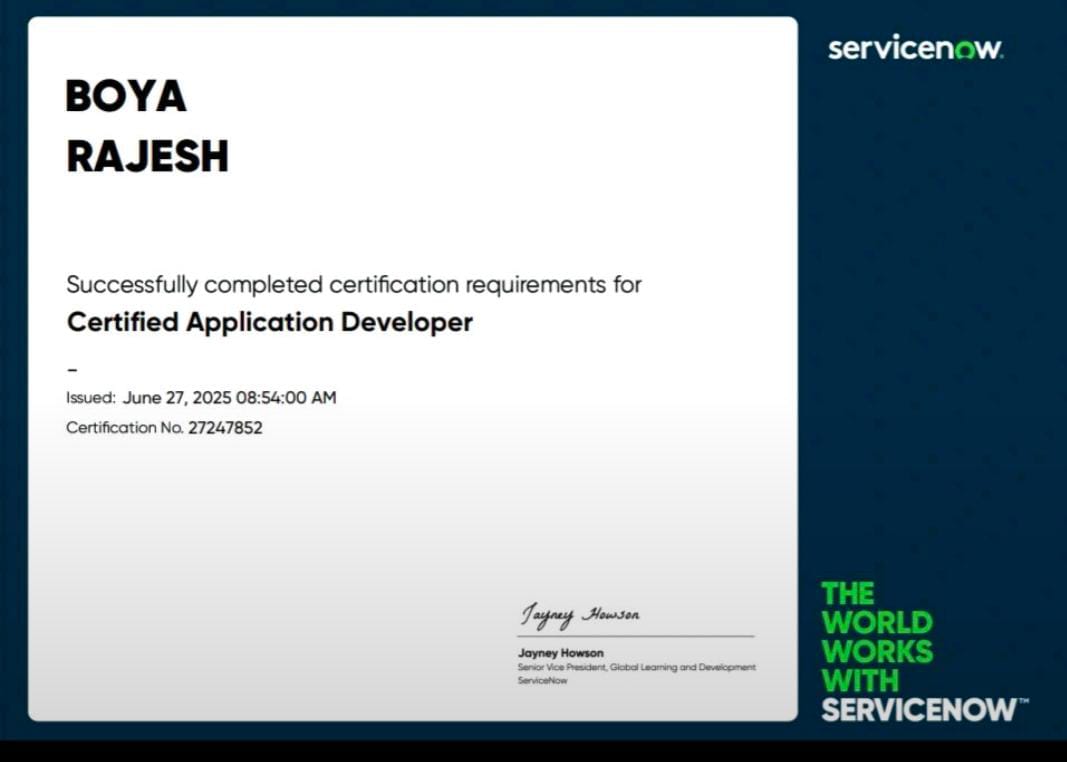 servicenow.
BOYA
RAJESH
Successfully completed certification requirements for
Certified Application Developer
–
Issued: June 27, 2025 08:54:00 AM
Certification No. 27247852
Jayney Howson
Jayney Howson
Senior Vice President, Global Learning and Development
ServiceNow
THE
WORLD
WORKS
WITH
SERVICENOW™